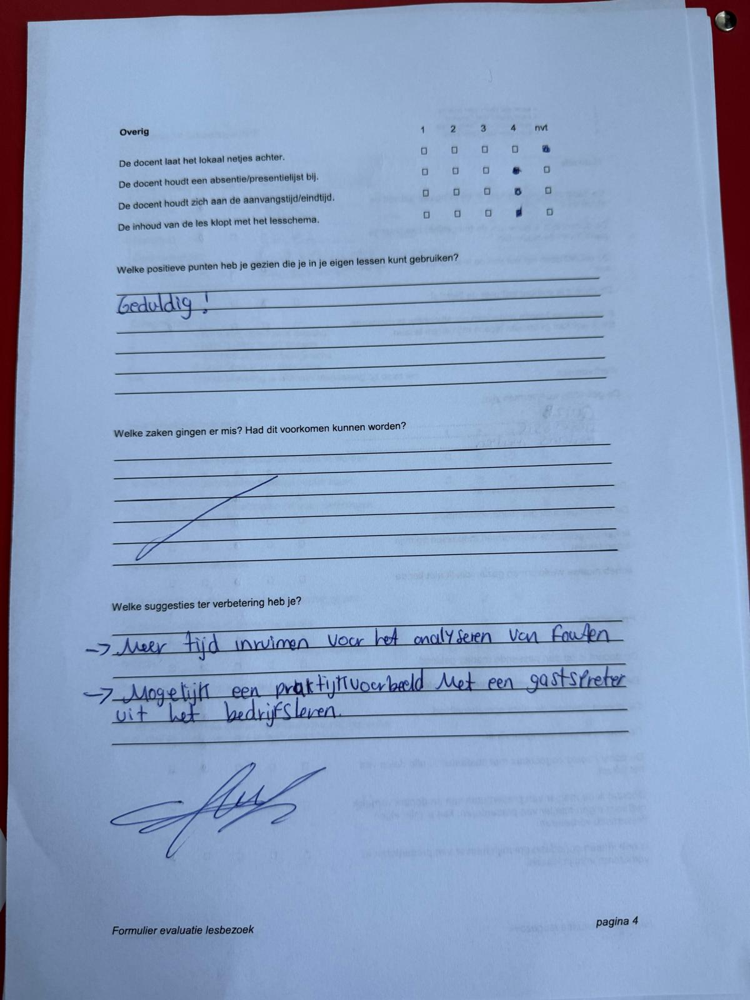 Overig 1 2 3 4 nvt
De docent laat het lokaal netjes achter.
De docent houdt een absentie/presentielijst bij.
De docent houdt zich aan de aanvangstijd/eindtijd.
De inhoud van de les klopt met het lesschema.
Welke positieve punten heb je gezien die je in je eigen lessen kunt gebruiken?
Geduldig!
Welke zaken gingen er mis? Had dit voorkomen kunnen worden?
Welke suggesties ter verbetering heb je?
-> Meer tijd inruimen voor het analyseren van fouten
-> Mogelijk een praktijkvoorbeeld Met een gastspreter
uit het bedrijfsleven.
Formulier evaluatie lesbezoek
pagina 4